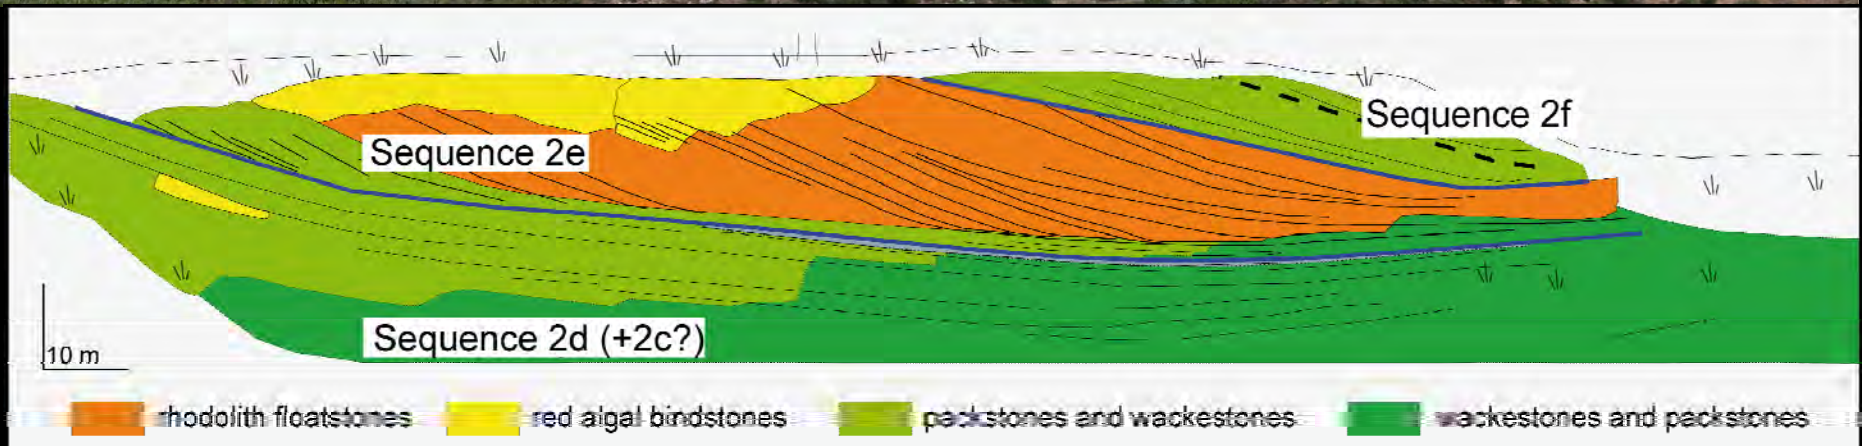 Sequence 2f
Sequence 2e
Sequence 2d (+2c?)
10 m
rhodolith floatstones red algal bindstones packstones and wackestones wackestones and packstones